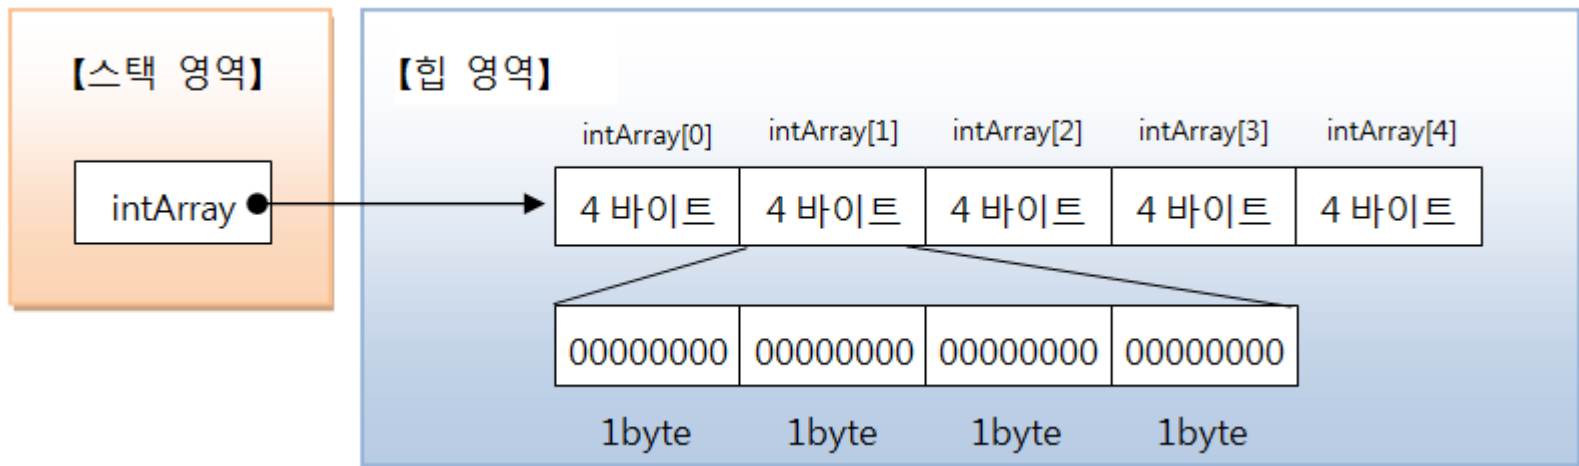 【스택 영역】
【힙 영역】
intArray[0] intArray[1] intArray[2] intArray[3] intArray[4]
intArray
4 바이트 4 바이트 4 바이트 4 바이트 4 바이트
00000000 00000000 00000000 00000000
1byte 1byte 1byte 1byte